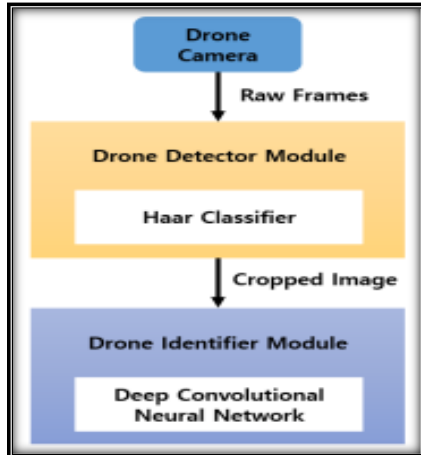 Drone
Camera
Raw Frames
Drone Detector Module
Haar Classifier
Cropped Image
Drone Identifier Module
Deep Convolutional
Neural Network